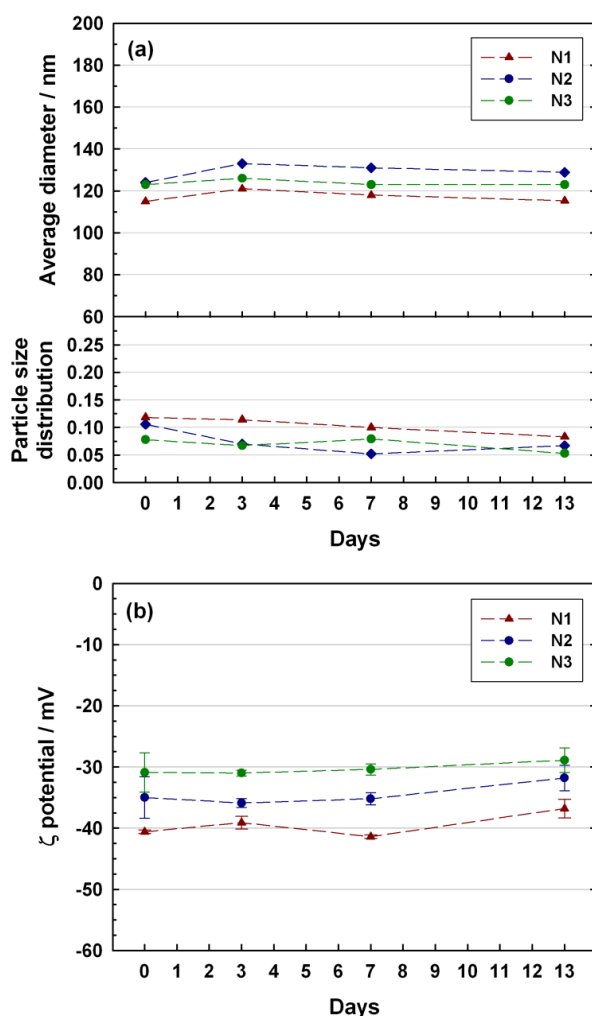 (a)
N1
N2
N3
Average diameter / nm
200
180
160
140
120
100
80
60
Particle size
distribution
0.25
0.20
0.15
0.10
0.05
0.00
0 1 2 3 4 5 6 7 8 9 10 11 12 13
Days
(b)
N1
N2
N3
ζ potential / mV
0
-10
-20
-30
-40
-50
-60
0 1 2 3 4 5 6 7 8 9 10 11 12 13
Days